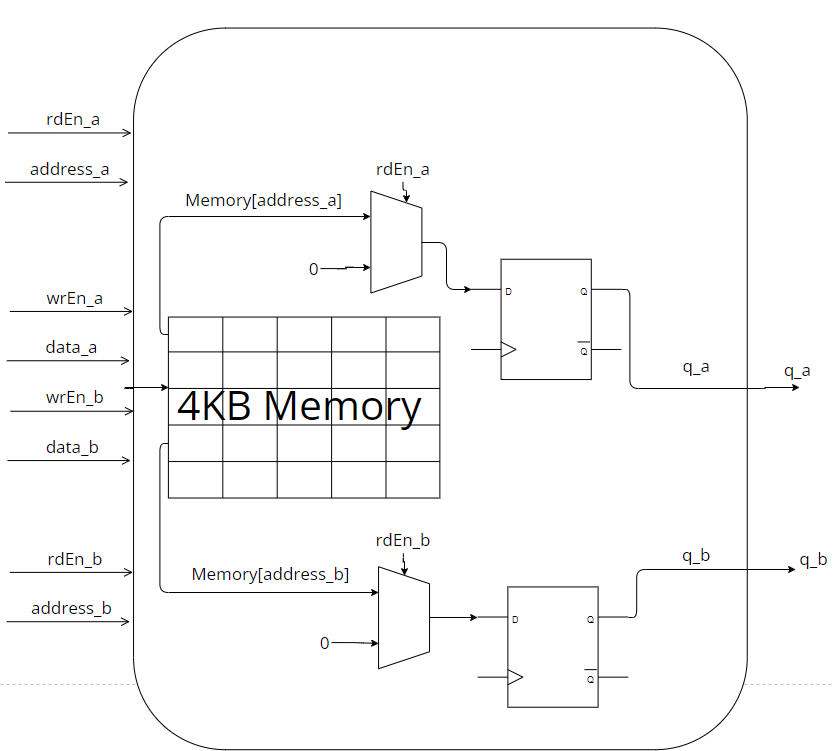 rdEn_a
address_a
rdEn_a
Memory[address_a]
0
D
Q
Q
wrEn_a
data_a
wrEn_b
data_b
4KB Memory
q_a
q_a
rdEn_b
address_b
rdEn_b
Memory[address_b]
0
D
Q
Q
q_b
q_b